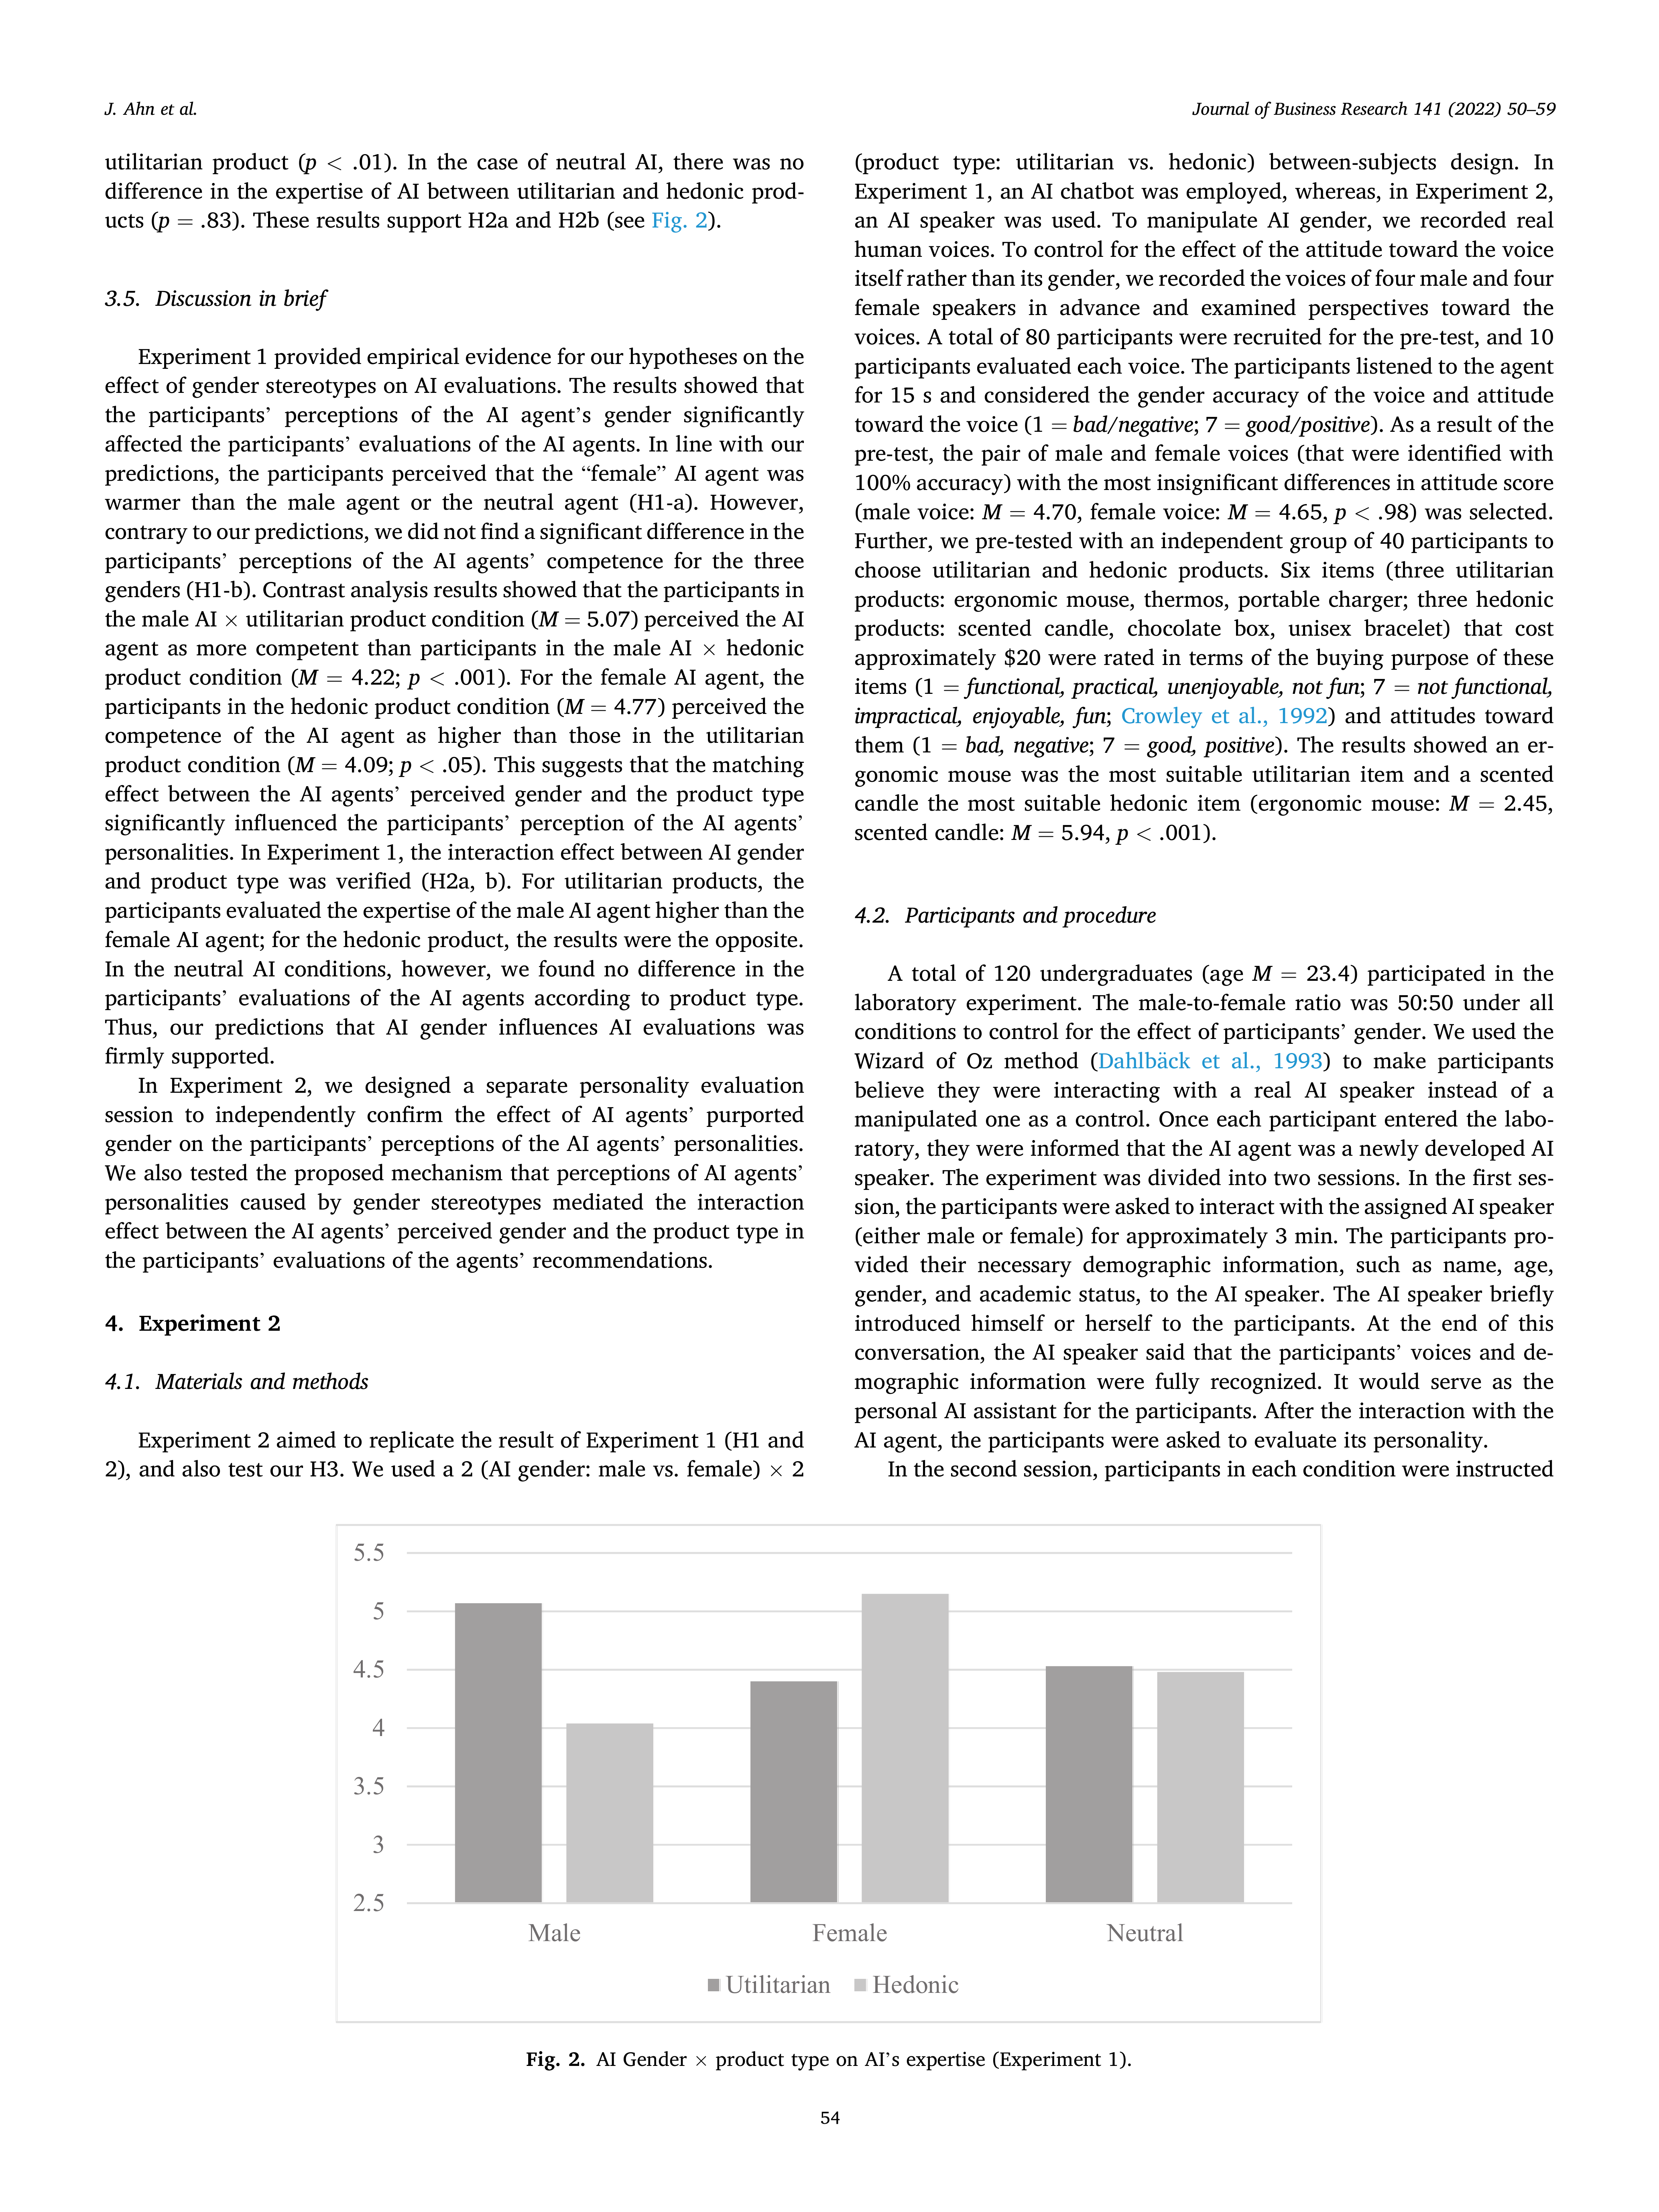 J. Ahn et al.
Journal of Business Research 141 (2022) 50–59
utilitarian product (p < .01). In the case of neutral AI, there was no
difference in the expertise of AI between utilitarian and hedonic prod-
ucts (p = .83). These results support H2a and H2b (see Fig. 2).
3.5. Discussion in brief
Experiment 1 provided empirical evidence for our hypotheses on the
effect of gender stereotypes on AI evaluations. The results showed that
the participants’ perceptions of the AI agent’s gender significantly
affected the participants’ evaluations of the AI agents. In line with our
predictions, the participants perceived that the “female” AI agent was
warmer than the male agent or the neutral agent (H1-a). However,
contrary to our predictions, we did not find a significant difference in the
participants’ perceptions of the AI agents’ competence for the three
genders (H1-b). Contrast analysis results showed that the participants in
the male AI × utilitarian product condition (M = 5.07) perceived the AI
agent as more competent than participants in the male AI × hedonic
product condition (M = 4.22; p < .001). For the female AI agent, the
participants in the hedonic product condition (M = 4.77) perceived the
competence of the AI agent as higher than those in the utilitarian
product condition (M = 4.09; p < .05). This suggests that the matching
effect between the AI agents’ perceived gender and the product type
significantly influenced the participants’ perception of the AI agents’
personalities. In Experiment 1, the interaction effect between AI gender
and product type was verified (H2a, b). For utilitarian products, the
participants evaluated the expertise of the male AI agent higher than the
female AI agent; for the hedonic product, the results were the opposite.
In the neutral AI conditions, however, we found no difference in the
participants’ evaluations of the AI agents according to product type.
Thus, our predictions that AI gender influences AI evaluations was
firmly supported.
In Experiment 2, we designed a separate personality evaluation
session to independently confirm the effect of AI agents’ purported
gender on the participants’ perceptions of the AI agents’ personalities.
We also tested the proposed mechanism that perceptions of AI agents’
personalities caused by gender stereotypes mediated the interaction
effect between the AI agents’ perceived gender and the product type in
the participants’ evaluations of the agents’ recommendations.
4. Experiment 2
4.1. Materials and methods
Experiment 2 aimed to replicate the result of Experiment 1 (H1 and
2), and also test our H3. We used a 2 (AI gender: male vs. female) × 2
(product type: utilitarian vs. hedonic) between-subjects design. In
Experiment 1, an AI chatbot was employed, whereas, in Experiment 2,
an AI speaker was used. To manipulate AI gender, we recorded real
human voices. To control for the effect of the attitude toward the voice
itself rather than its gender, we recorded the voices of four male and four
female speakers in advance and examined perspectives toward the
voices. A total of 80 participants were recruited for the pre-test, and 10
participants evaluated each voice. The participants listened to the agent
for 15 s and considered the gender accuracy of the voice and attitude
toward the voice (1 = bad/negative; 7 = good/positive). As a result of the
pre-test, the pair of male and female voices (that were identified with
100% accuracy) with the most insignificant differences in attitude score
(male voice: M = 4.70, female voice: M = 4.65, p < .98) was selected.
Further, we pre-tested with an independent group of 40 participants to
choose utilitarian and hedonic products. Six items (three utilitarian
products: ergonomic mouse, thermos, portable charger; three hedonic
products: scented candle, chocolate box, unisex bracelet) that cost
approximately $20 were rated in terms of the buying purpose of these
items (1 = functional, practical, unenjoyable, not fun; 7 = not functional,
impractical, enjoyable, fun; Crowley et al., 1992) and attitudes toward
them (1 = bad, negative; 7 = good, positive). The results showed an er-
gonomic mouse was the most suitable utilitarian item and a scented
candle the most suitable hedonic item (ergonomic mouse: M = 2.45,
scented candle: M = 5.94, p < .001).
4.2. Participants and procedure
A total of 120 undergraduates (age M = 23.4) participated in the
laboratory experiment. The male-to-female ratio was 50:50 under all
conditions to control for the effect of participants’ gender. We used the
Wizard of Oz method (Dahlbäck et al., 1993) to make participants
believe they were interacting with a real AI speaker instead of a
manipulated one as a control. Once each participant entered the labo-
ratory, they were informed that the AI agent was a newly developed AI
speaker. The experiment was divided into two sessions. In the first ses-
sion, the participants were asked to interact with the assigned AI speaker
(either male or female) for approximately 3 min. The participants pro-
vided their necessary demographic information, such as name, age,
gender, and academic status, to the AI speaker. The AI speaker briefly
introduced himself or herself to the participants. At the end of this
conversation, the AI speaker said that the participants’ voices and de-
mographic information were fully recognized. It would serve as the
personal AI assistant for the participants. After the interaction with the
AI agent, the participants were asked to evaluate its personality.
In the second session, participants in each condition were instructed
5.5
5
4.5
4
3.5
3
2.5
Male Female Neutral
Utilitarian Hedonic
Fig. 2. AI Gender × product type on AI’s expertise (Experiment 1).
54